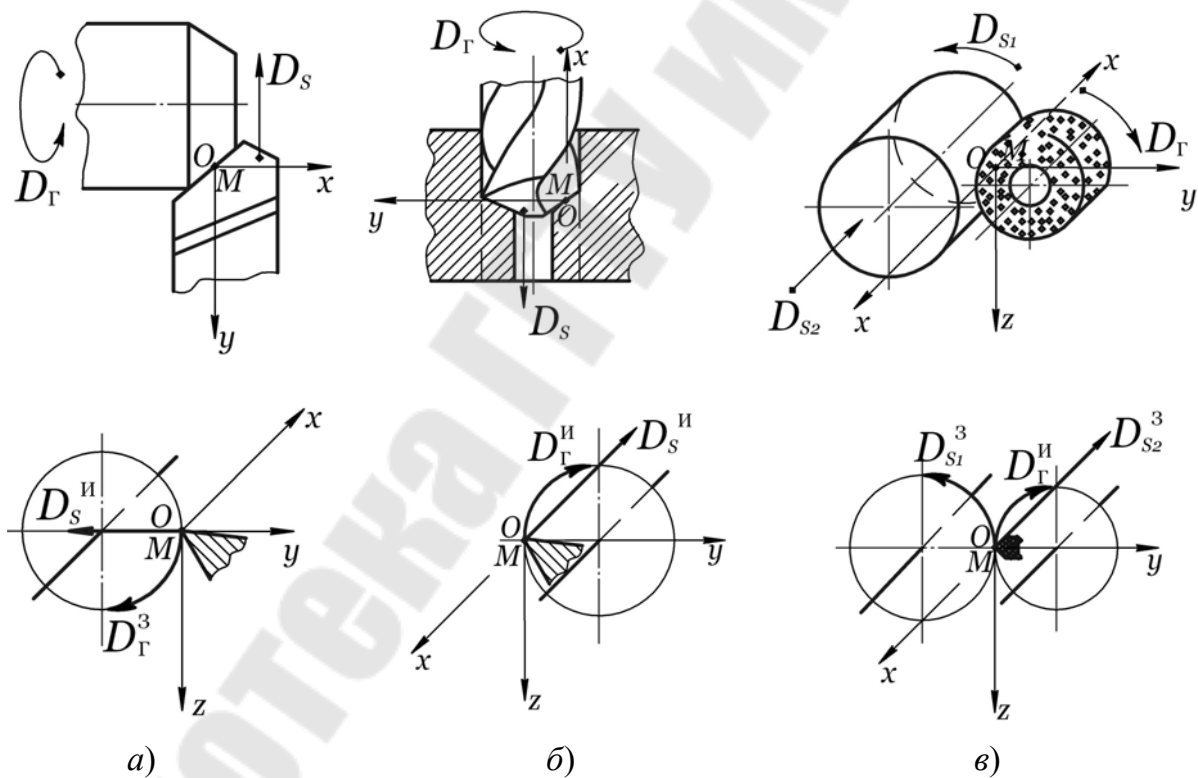 D_Г
D_S
O
M
x
y
D_Г
x
D_S
y
M
O
D_S1
x
D_Г
O
M
y
D_S2
x
z
x
D_S^И
O
M
y
D_Г^З
z
D_Г^И
D_S^И
O
M
y
x
z
D_S1^З
D_Г^И
D_S2^З
O
M
y
x
z
а)
б)
в)